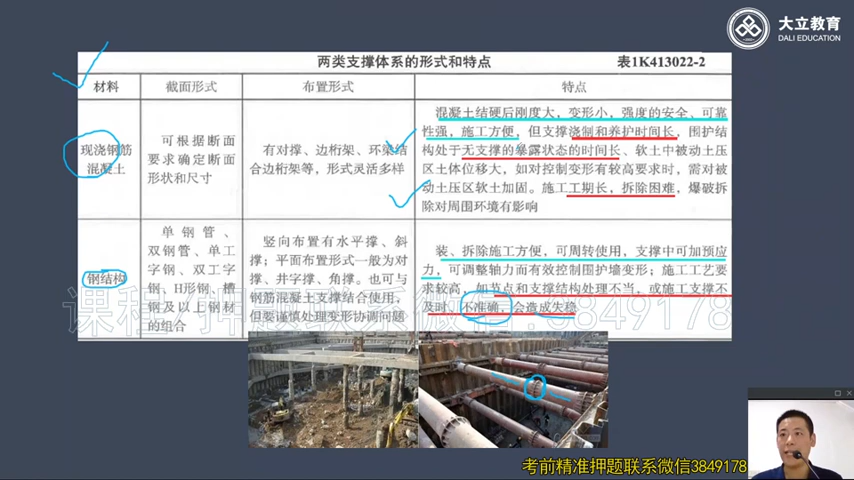 大立教育
DALI EDUCATION
两类支撑体系的形式和特点 表1K413022-2
材料 截面形式 布置形式 特点
现浇钢筋
混凝土
可根据断面
要求确定断面
形状和尺寸
有对撑、边桁架、环梁结
合边桁架等，形式灵活多样
混凝土结硬后刚度大，变形小，强度的安全、可靠
性强，施工方便，但支撑浇制和养护时间长，围护结
构处于无支撑的暴露状态的时间长、软土中被动土压
区土体位移大，如对控制变形有较高要求时，需对被
动土压区软土加固。施工工期长，拆除困难，爆破拆
除对周围环境有影响
钢结构
单钢管、
双钢管、单工
字钢、双工字
钢、H形钢、槽
钢及以上钢材
的组合
竖向布置有水平撑、斜
撑；平面布置形式一般为对
撑、井字撑、角撑。也可与
钢筋混凝土支撑结合使用，
但要谨慎处理变形协调问题
装、拆除施工方便，可周转使用，支撑中可加预应
力，可调整轴力而有效控制围护墙变形；施工工艺要
求较高，如节点和支撑结构处理不当，或施工支撑不
及时、不准确，会造成失稳
课程/押题联系微信3849178
考前精准押题联系微信3849178